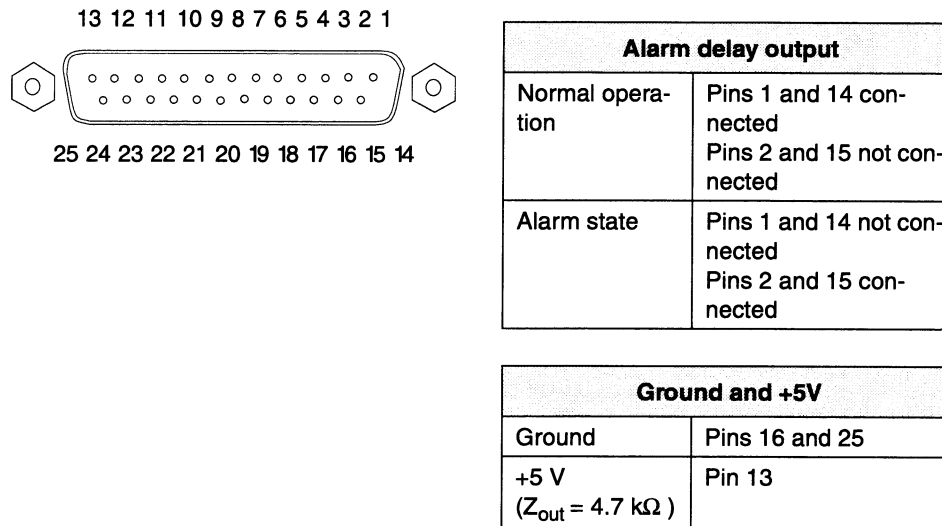 13 12 11 10 9 8 7 6 5 4 3 2 1
25 24 23 22 21 20 19 18 17 16 15 14
Alarm delay output
Normal opera-
tion
Pins 1 and 14 con-
nected
Pins 2 and 15 not con-
nected
Alarm state
Pins 1 and 14 not con-
nected
Pins 2 and 15 con-
nected
Ground and +5V
Ground
Pins 16 and 25
+5 V
(Zout = 4.7 kΩ )
Pin 13